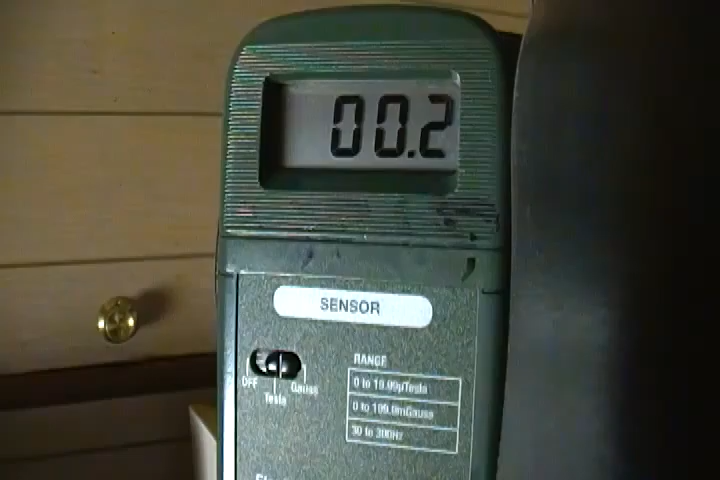 00.2
SENSOR
OFF
Tesla
Gauss
RANGE
0 to 19.99µTesla
0 to 199.9mGauss
30 to 300Hz